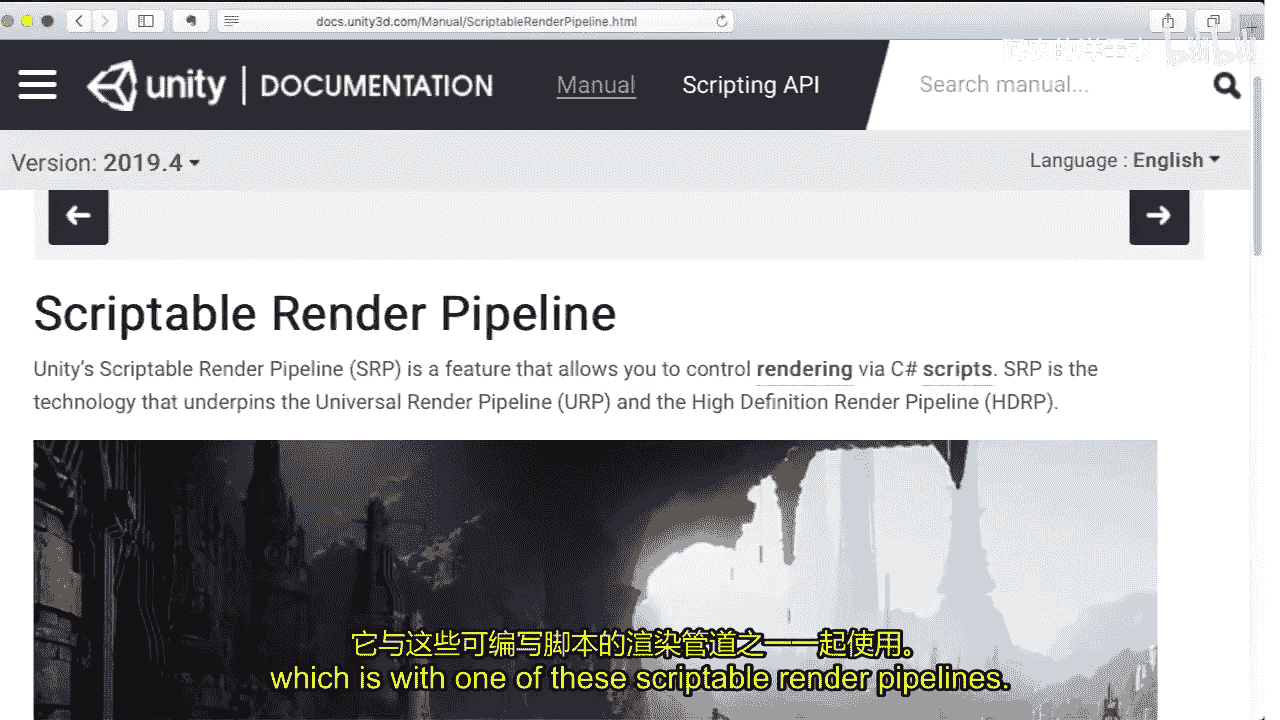 docs.unity3d.com/Manual/ScriptableRenderPipeline.html
unity | DOCUMENTATION Manual Scripting API Search manual...
Version: 2019.4 Language : English
Scriptable Render Pipeline
Unity's Scriptable Render Pipeline (SRP) is a feature that allows you to control rendering via C# scripts. SRP is the
technology that underpins the Universal Render Pipeline (URP) and the High Definition Render Pipeline (HDRP).
它与这些可编写脚本的渲染管道之一一起使用。
which is with one of these scriptable render pipelines.